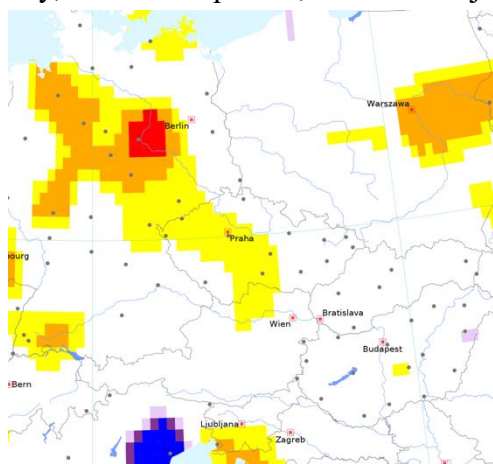 Warszawa
Berlin
Praha
bourg
Wien
Bratislava
Budapest
Bern
Ljubljana
Zagreb